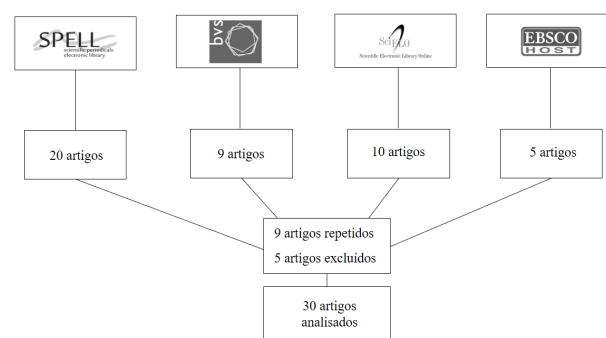 SPELL
scientific periodicals
electronic library
bvs
SciELO
Scientific Electronic Library Online
EBSCO
HOST
20 artigos
9 artigos
10 artigos
5 artigos
9 artigos repetidos
5 artigos excluídos
30 artigos
analisados